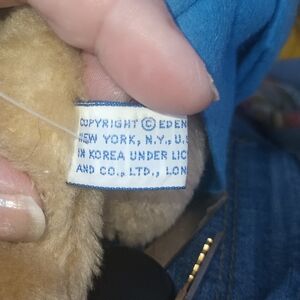 COPYRIGHT © EDEN
NEW YORK, N.Y., U.S
IN KOREA UNDER LIC
AND CO., LTD., LON